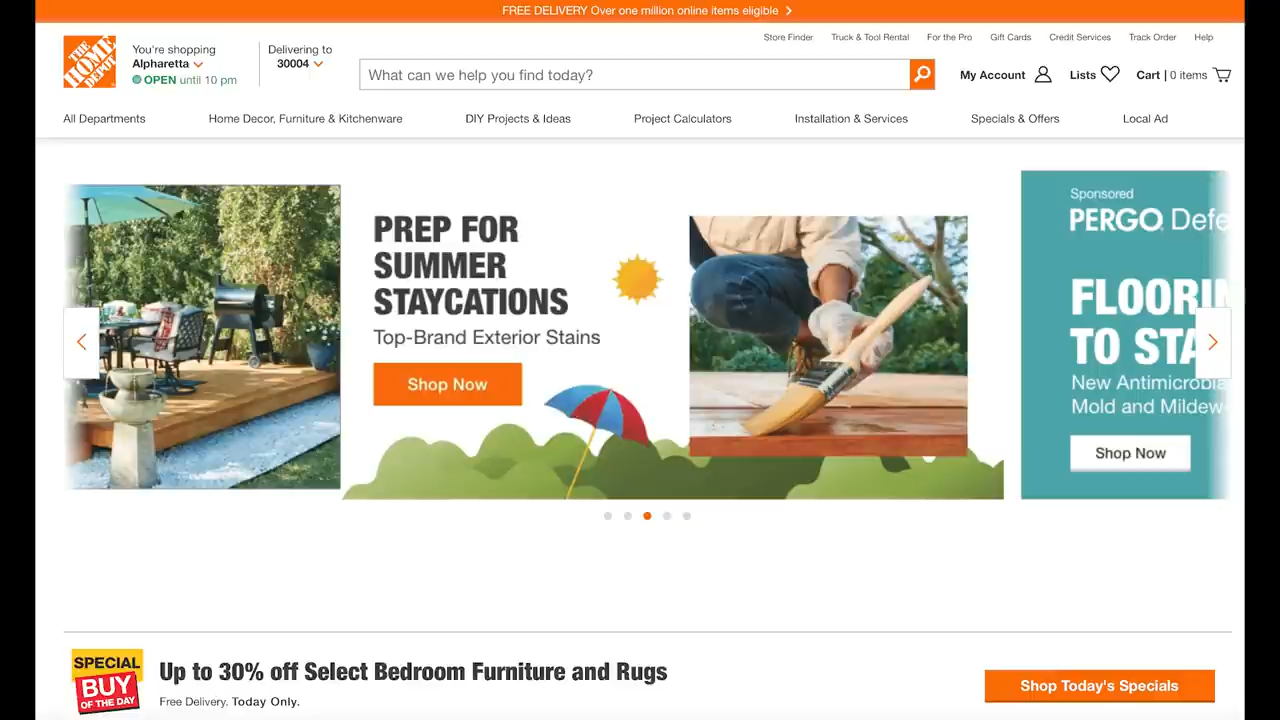 FREE DELIVERY Over one million online items eligible
Store Finder Truck & Tool Rental For the Pro Gift Cards Credit Services Track Order Help
THE HOME DEPOT
You're shopping
Alpharetta
OPEN until 10 pm
Delivering to
30004
What can we help you find today?
My Account Lists Cart | 0 items
All Departments Home Decor, Furniture & Kitchenware DIY Projects & Ideas Project Calculators Installation & Services Specials & Offers Local Ad
PREP FOR
SUMMER
STAYCATIONS
Top-Brand Exterior Stains
Shop Now
Sponsored
PERGO Defe
FLOORIN
TO STA
New Antimicrobia
Mold and Mildew
Shop Now
SPECIAL
BUY
OF THE DAY
Up to 30% off Select Bedroom Furniture and Rugs
Free Delivery. Today Only.
Shop Today's Specials